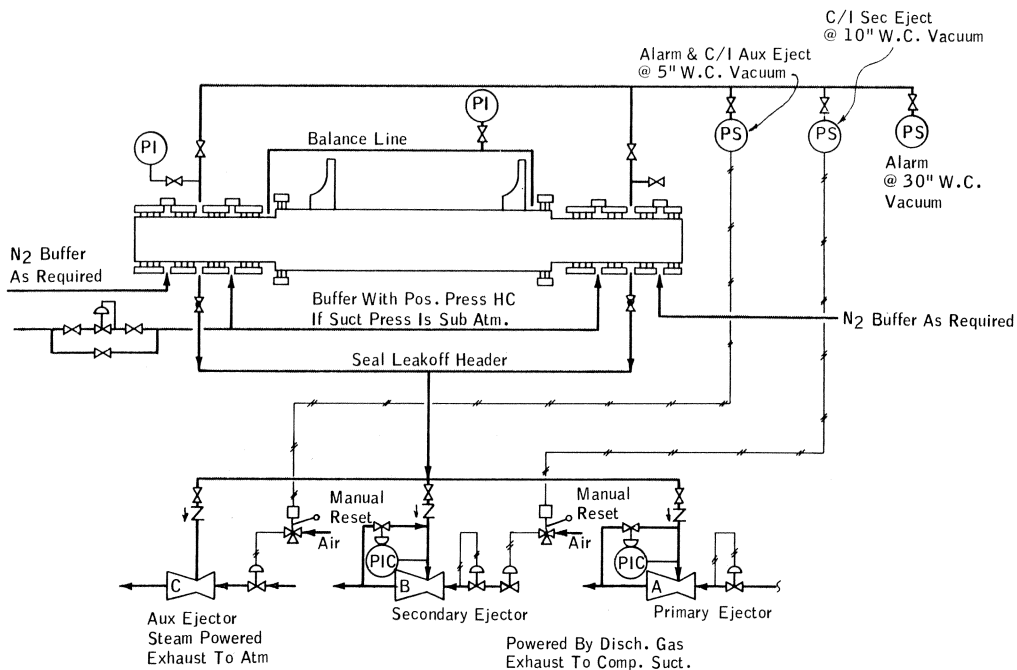 C/I Sec Eject
@ 10" W.C. Vacuum
Alarm & C/I Aux Eject
@ 5" W.C. Vacuum
PI
PI
Balance Line
PS
PS
PS
Alarm
@ 30" W.C.
Vacuum
N2 Buffer
As Required
Buffer With Pos. Press HC
If Suct Press Is Sub Atm.
N2 Buffer As Required
Seal Leakoff Header
Manual
Reset
Air
Manual
Reset
Air
PIC
PIC
C
B
A
Aux Ejector
Steam Powered
Exhaust To Atm
Secondary Ejector
Primary Ejector
Powered By Disch. Gas
Exhaust To Comp. Suct.